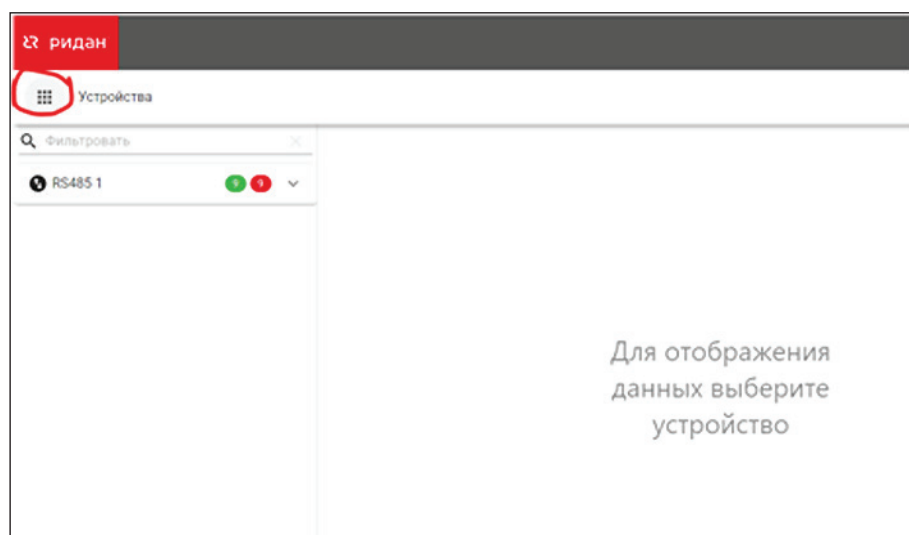 ридан
Устройства
Фильтровать
RS485 1 9 9
Для отображения
данных выберите
устройство